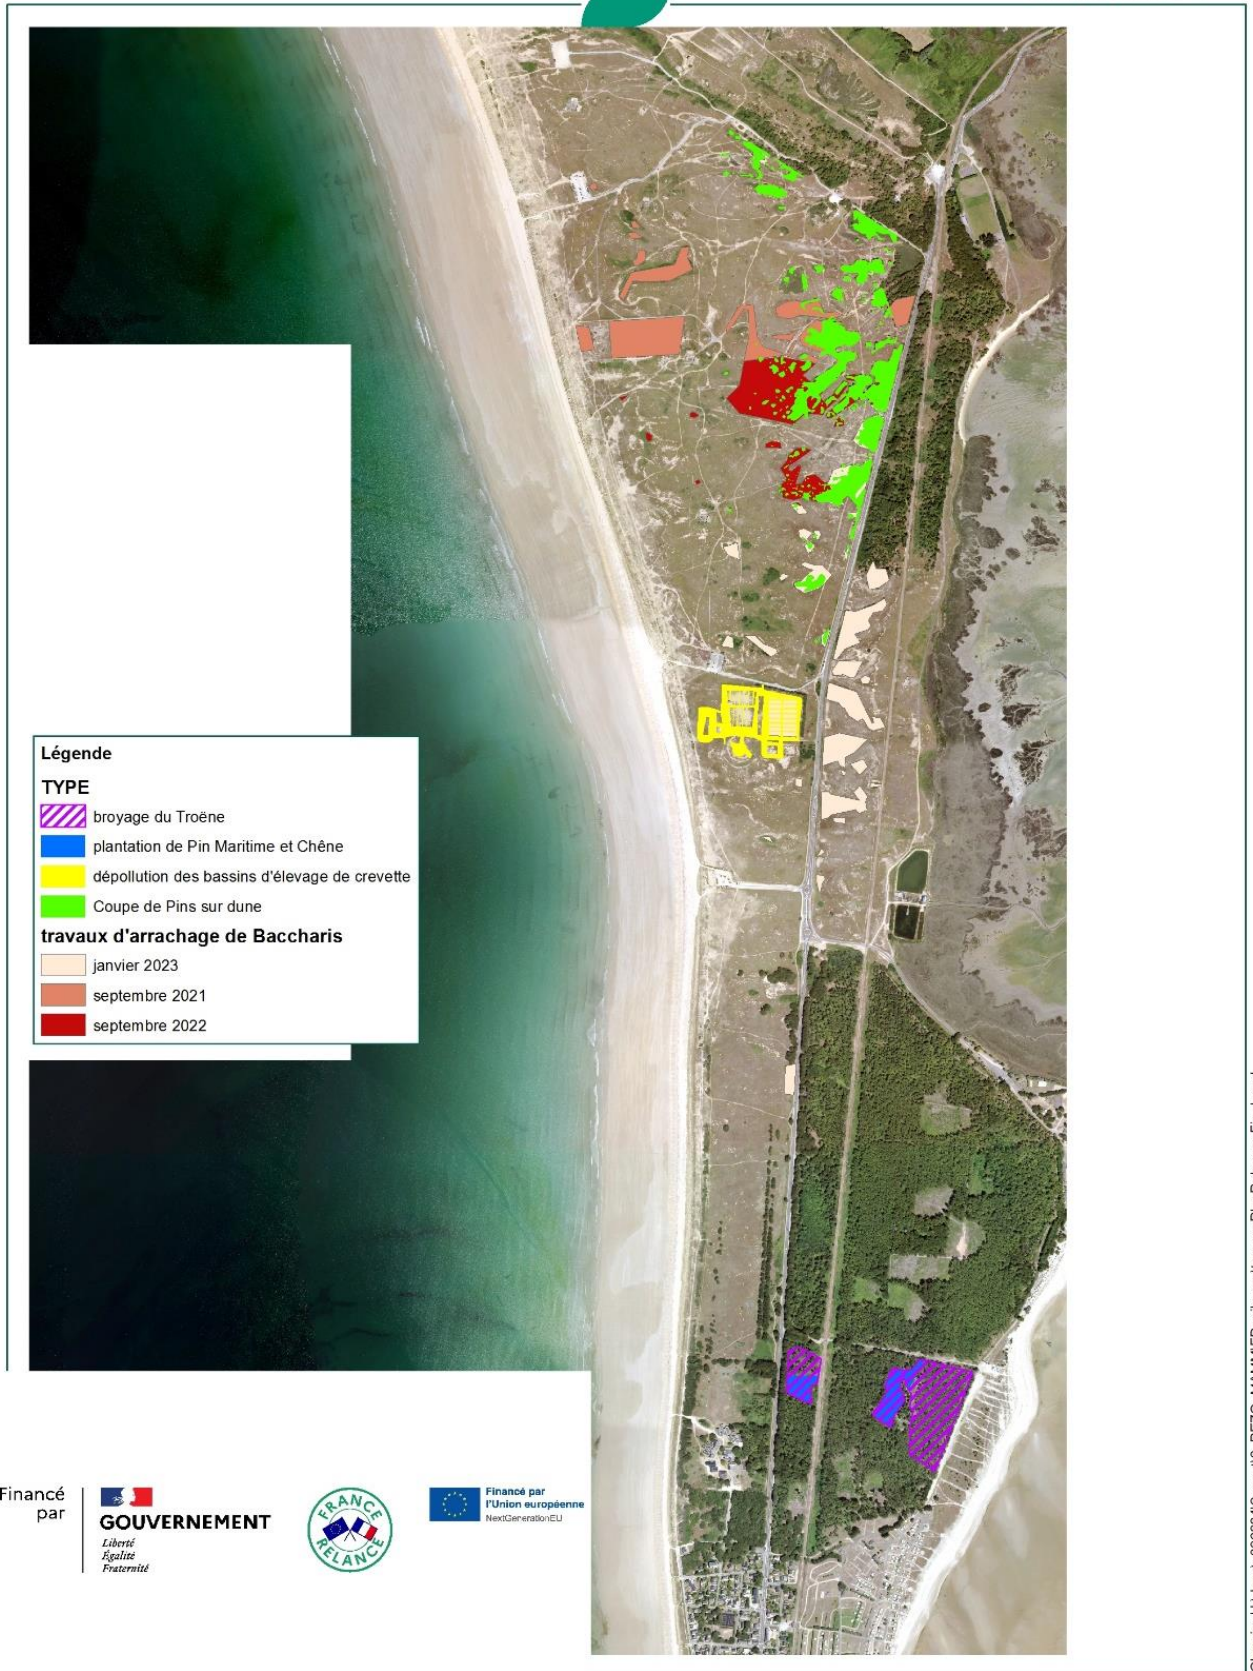 Légende
TYPE
broyage du Troëne
plantation de Pin Maritime et Chêne
dépollution des bassins d'élevage de crevette
Coupe de Pins sur dune
travaux d'arrachage de Baccharis
janvier 2023
septembre 2021
septembre 2022
Financé
par
GOUVERNEMENT
Liberté
Égalité
Fraternité
FRANCE
RELANCE
Financé par
l'Union européenne
NextGenerationEU